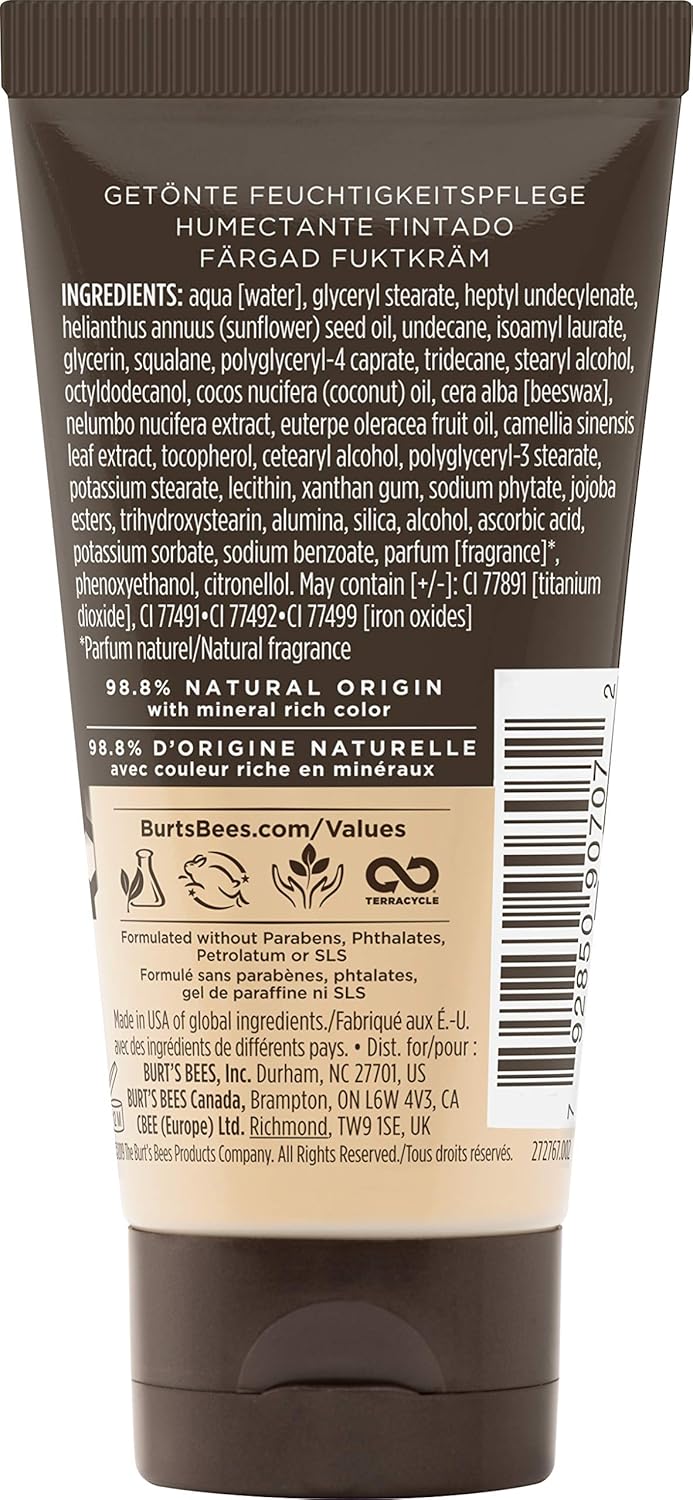 GETÖNTE FEUCHTIGKEITSPFLEGE
HUMECTANTE TINTADO
FÄRGAD FUKTKRÄM
INGREDIENTS: aqua [water], glyceryl stearate, heptyl undecylenate,
helianthus annuus (sunflower) seed oil, undecane, isoamyl laurate,
glycerin, squalane, polyglyceryl-4 caprate, tridecane, stearyl alcohol,
octyldodecanol, cocos nucifera (coconut) oil, cera alba [beeswax],
nelumbo nucifera extract, euterpe oleracea fruit oil, camellia sinensis
leaf extract, tocopherol, cetearyl alcohol, polyglyceryl-3 stearate,
potassium stearate, lecithin, xanthan gum, sodium phytate, jojoba
esters, trihydroxystearin, alumina, silica, alcohol, ascorbic acid,
potassium sorbate, sodium benzoate, parfum [fragrance]*,
phenoxyethanol, citronellol. May contain [+/-]: CI 77891 [titanium
dioxide], CI 77491•CI 77492•CI 77499 [iron oxides]
*Parfum naturel/Natural fragrance
98.8% NATURAL ORIGIN
with mineral rich color
98.8% D'ORIGINE NATURELLE
avec couleur riche en minéraux
BurtsBees.com/Values
TERRACYCLE
Formulated without Parabens, Phthalates,
Petrolatum or SLS
Formulé sans parabènes, phtalates,
gel de paraffine ni SLS
Made in USA of global ingredients./Fabriqué aux É.-U.
avec des ingrédients de différents pays. • Dist. for/pour :
BURT'S BEES, Inc. Durham, NC 27701, US
BURT'S BEES Canada, Brampton, ON L6W 4V3, CA
CBEE (Europe) Ltd. Richmond, TW9 1SE, UK
The Burt's Bees Products Company. All Rights Reserved./Tous droits réservés.
272767.002
7 92850 90707 2